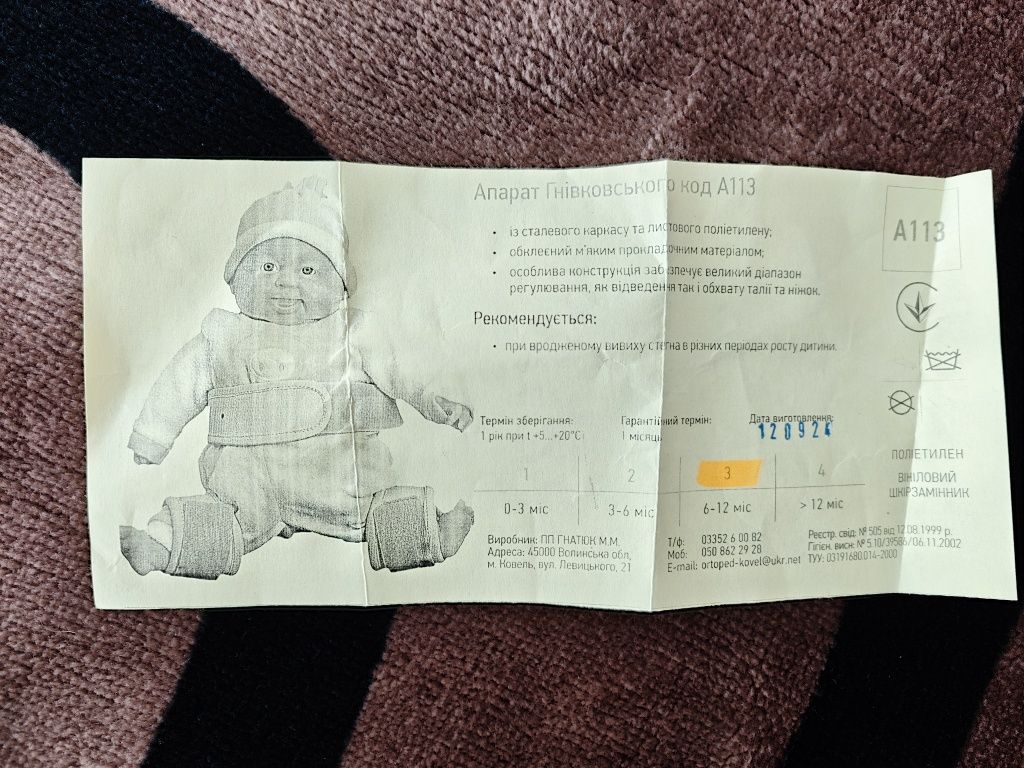 Апарат Гнівковського код А113
А113
• із сталевого каркасу та листового поліетилену;
• обклеєний м'яким прокладочним матеріалом;
• особлива конструкція забезпечує великий діапазон
регулювання, як відведення так і обхвату талії та ніжок.
Рекомендується:
• при вродженому вивиху стегна в різних періодах росту дитини.
Термін зберігання:
1 рік при t +5...+20°C
Гарантійний термін:
1 місяць
Дата виготовлення:
120924
1 2 3 4
0-3 міс 3-6 міс 6-12 міс > 12 міс
ПОЛІЕТИЛЕН
ВІНІЛОВИЙ
ШКІРЗАМІННИК
Виробник: ПП ГНАТЮК М.М.
Адреса: 45000 Волинська обл,
м. Ковель, вул. Левицького, 21
Т/ф: 03352 6 00 82
Моб: 050 862 29 28
E-mail: ortoped-kovel@ukr.net
Реєстр. свід: № 505 від 12.08.1999 р.
Гігієн. висн: № 5.10/39586/06.11.2002
ТУУ: 03191680.014-2000